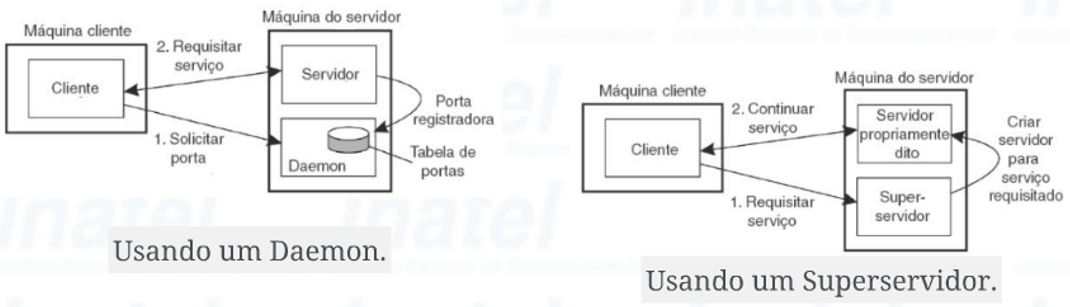 Máquina cliente
Cliente
2. Requisitar
serviço
1. Solicitar
porta
Máquina do servidor
Servidor
Daemon
Porta
registradora
Tabela de
portas
Usando um Daemon.
Máquina cliente
Cliente
2. Continuar
serviço
1. Requisitar
serviço
Máquina do servidor
Servidor
propriamente
dito
Super-
servidor
Criar
servidor
para
serviço
requisitado
Usando um Superservidor.
inatel
inatel